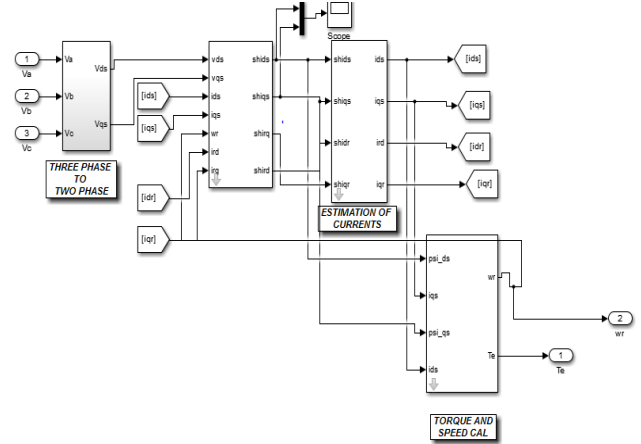 Scope
1
Va
2
Vb
3
Vc
Va
Vb
Vc
Vds
Vqs
THREE PHASE
TO
TWO PHASE
[ids]
[iqs]
[idr]
[iqr]
vds
vqs
ids
iqs
wr
ird
irq
shids
shiqs
shirq
shird
shids
shiqs
shidr
shiqr
ids
iqs
ird
iqr
ESTIMATION OF
CURRENTS
[ids]
[iqs]
[idr]
[iqr]
psi_ds
iqs
psi_qs
ids
wr
Te
TORQUE AND
SPEED CAL
2
wr
1
Te